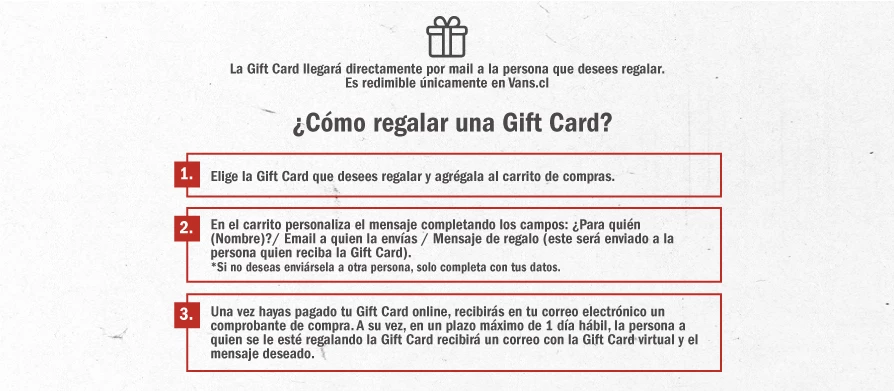 La Gift Card llegará directamente por mail a la persona que desees regalar.
Es redimible únicamente en Vans.cl
¿Cómo regalar una Gift Card?
1. Elige la Gift Card que desees regalar y agrégala al carrito de compras.
2. En el carrito personaliza el mensaje completando los campos: ¿Para quién
(Nombre)?/ Email a quien la envías / Mensaje de regalo (este será enviado a la
persona quien reciba la Gift Card).
*Si no deseas enviársela a otra persona, solo completa con tus datos.
3. Una vez hayas pagado tu Gift Card online, recibirás en tu correo electrónico un
comprobante de compra. A su vez, en un plazo máximo de 1 día hábil, la persona a
quien se le esté regalando la Gift Card recibirá un correo con la Gift Card virtual y el
mensaje deseado.